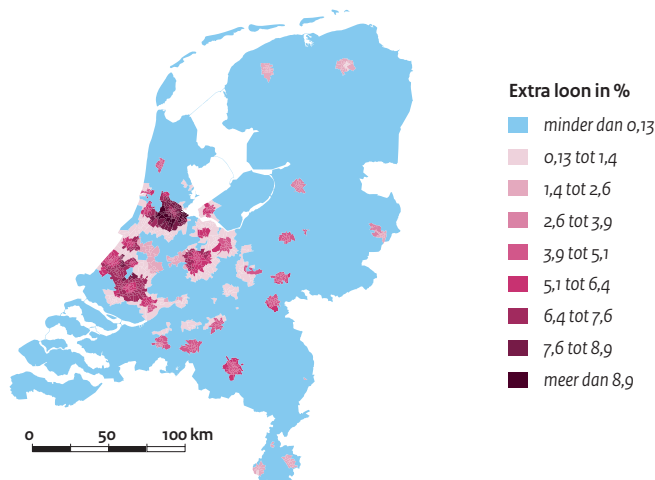 Extra loon in %
minder dan 0,13
0,13 tot 1,4
1,4 tot 2,6
2,6 tot 3,9
3,9 tot 5,1
5,1 tot 6,4
6,4 tot 7,6
7,6 tot 8,9
meer dan 8,9
0 50 100 km